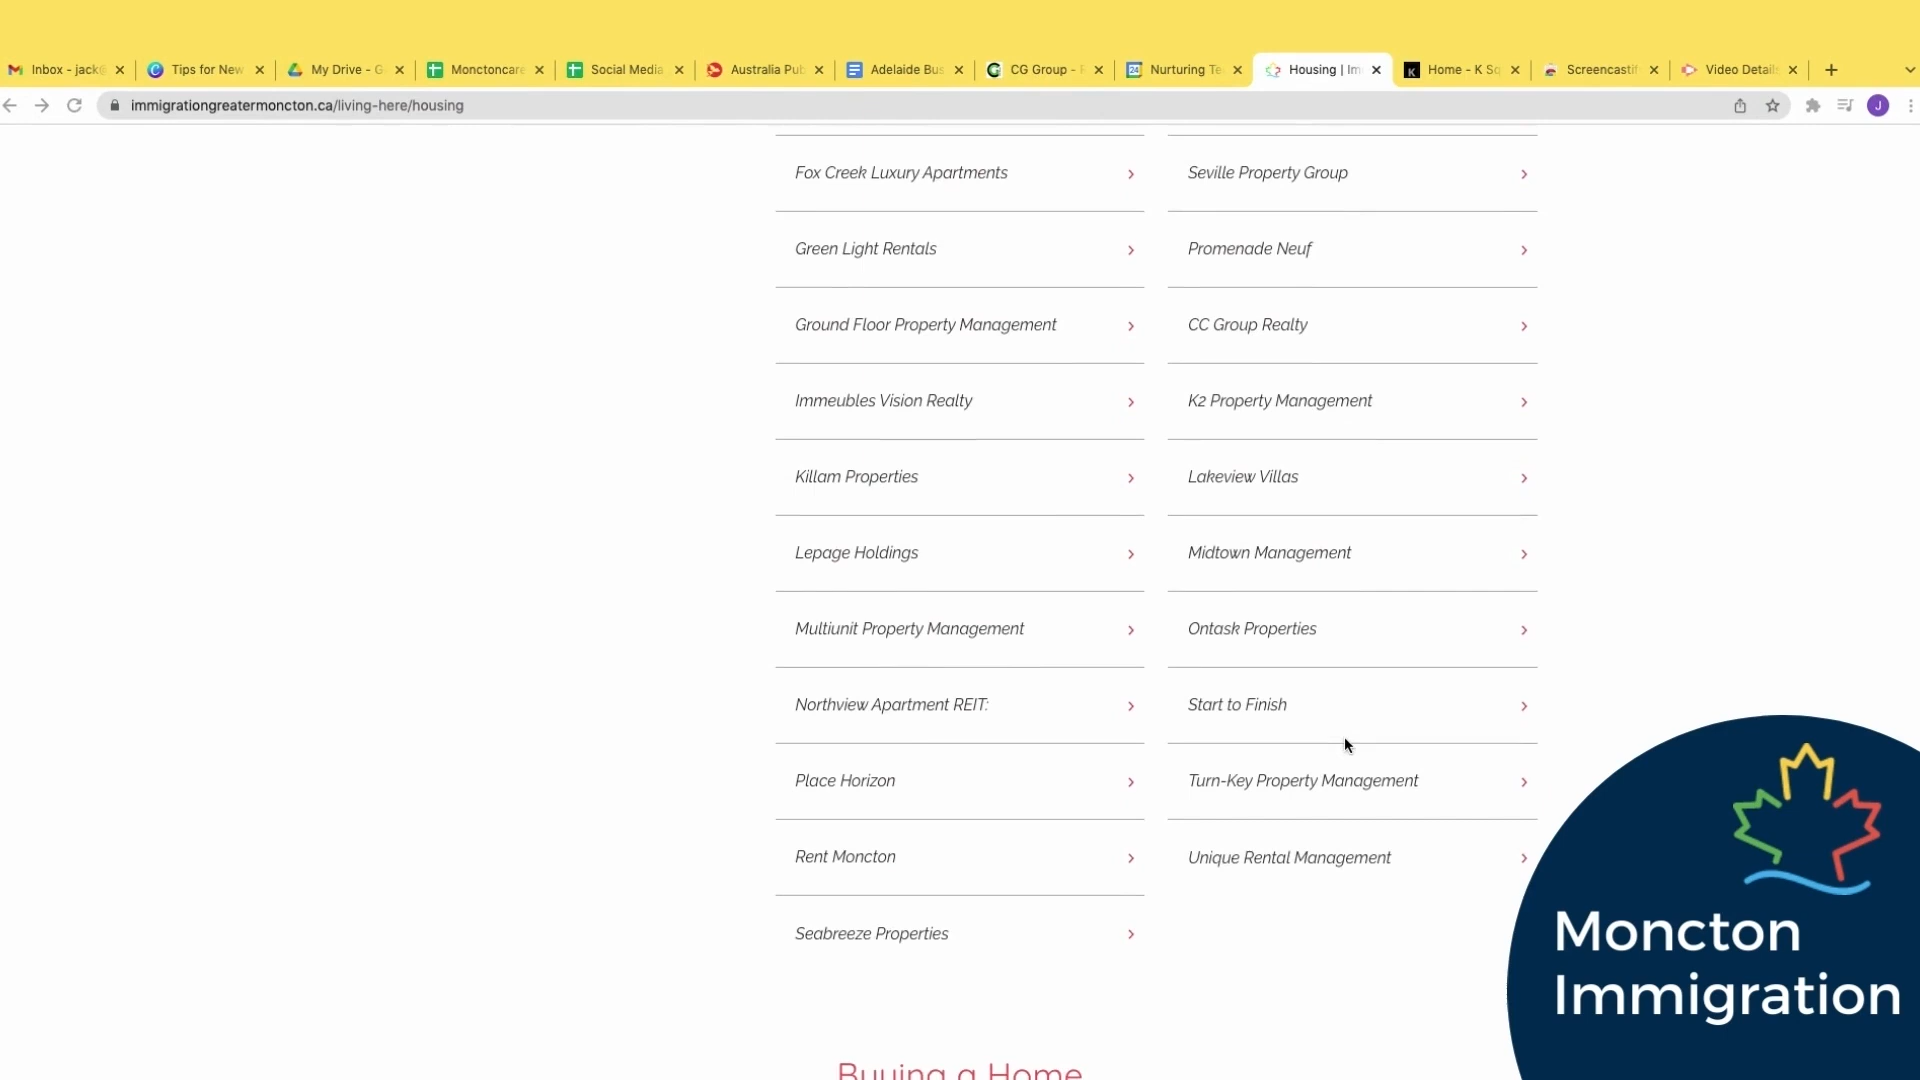 Inbox - jack@
Tips for New
My Drive - G
Monctoncare
Social Media
Australia Pub
Adelaide Bus
CG Group - F
Nurturing Te
Housing | Im
Home - K Sq
Screencastif
Video Details
immigrationgreatermoncton.ca/living-here/housing
J
Fox Creek Luxury Apartments
Seville Property Group
Green Light Rentals
Promenade Neuf
Ground Floor Property Management
CC Group Realty
Immeubles Vision Realty
K2 Property Management
Killam Properties
Lakeview Villas
Lepage Holdings
Midtown Management
Multiunit Property Management
Ontask Properties
Northview Apartment REIT:
Start to Finish
Place Horizon
Turn-Key Property Management
Rent Moncton
Unique Rental Management
Seabreeze Properties
Buying a Home
Moncton
Immigration